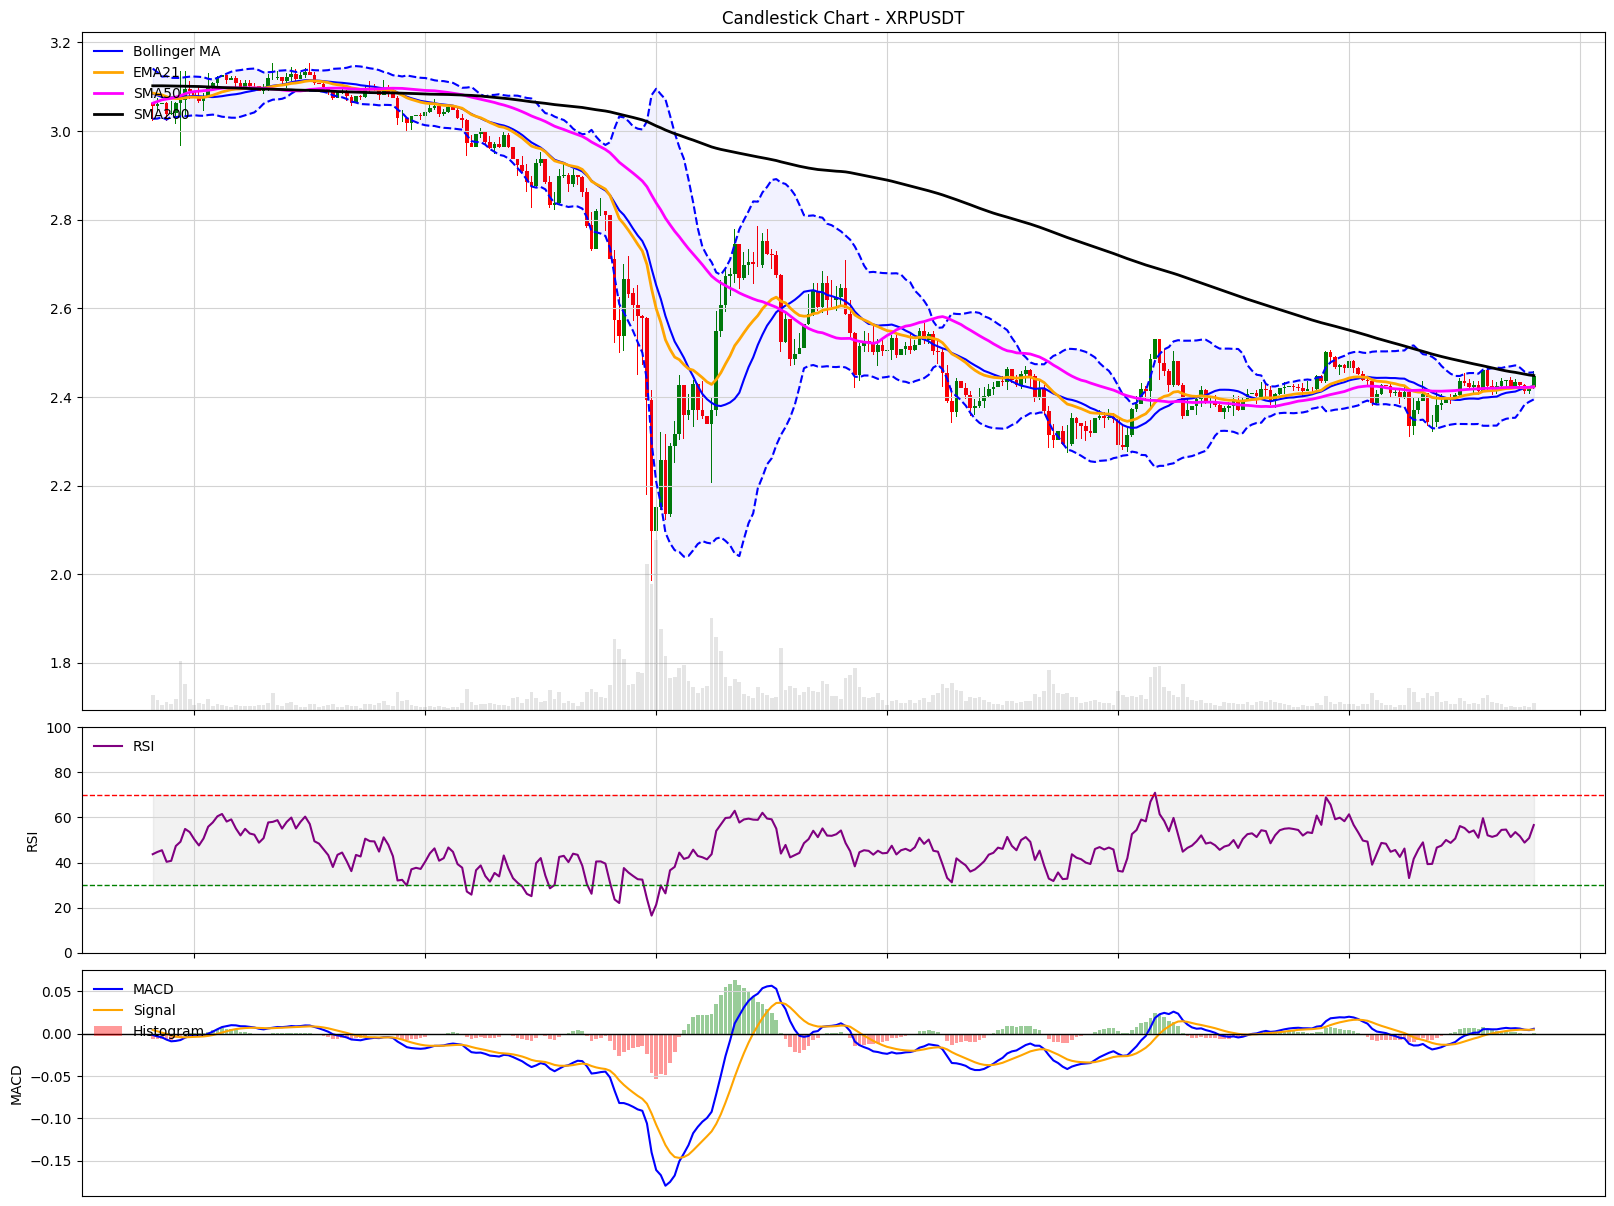 Candlestick Chart - XRPUSDT
3.2
3.0
2.8
2.6
2.4
2.2
2.0
1.8
Bollinger MA
EMA21
SMA50
SMA200
100
80
60
40
20
0
RSI
RSI
0.05
0.00
−0.05
−0.10
−0.15
MACD
MACD
Signal
Histogram